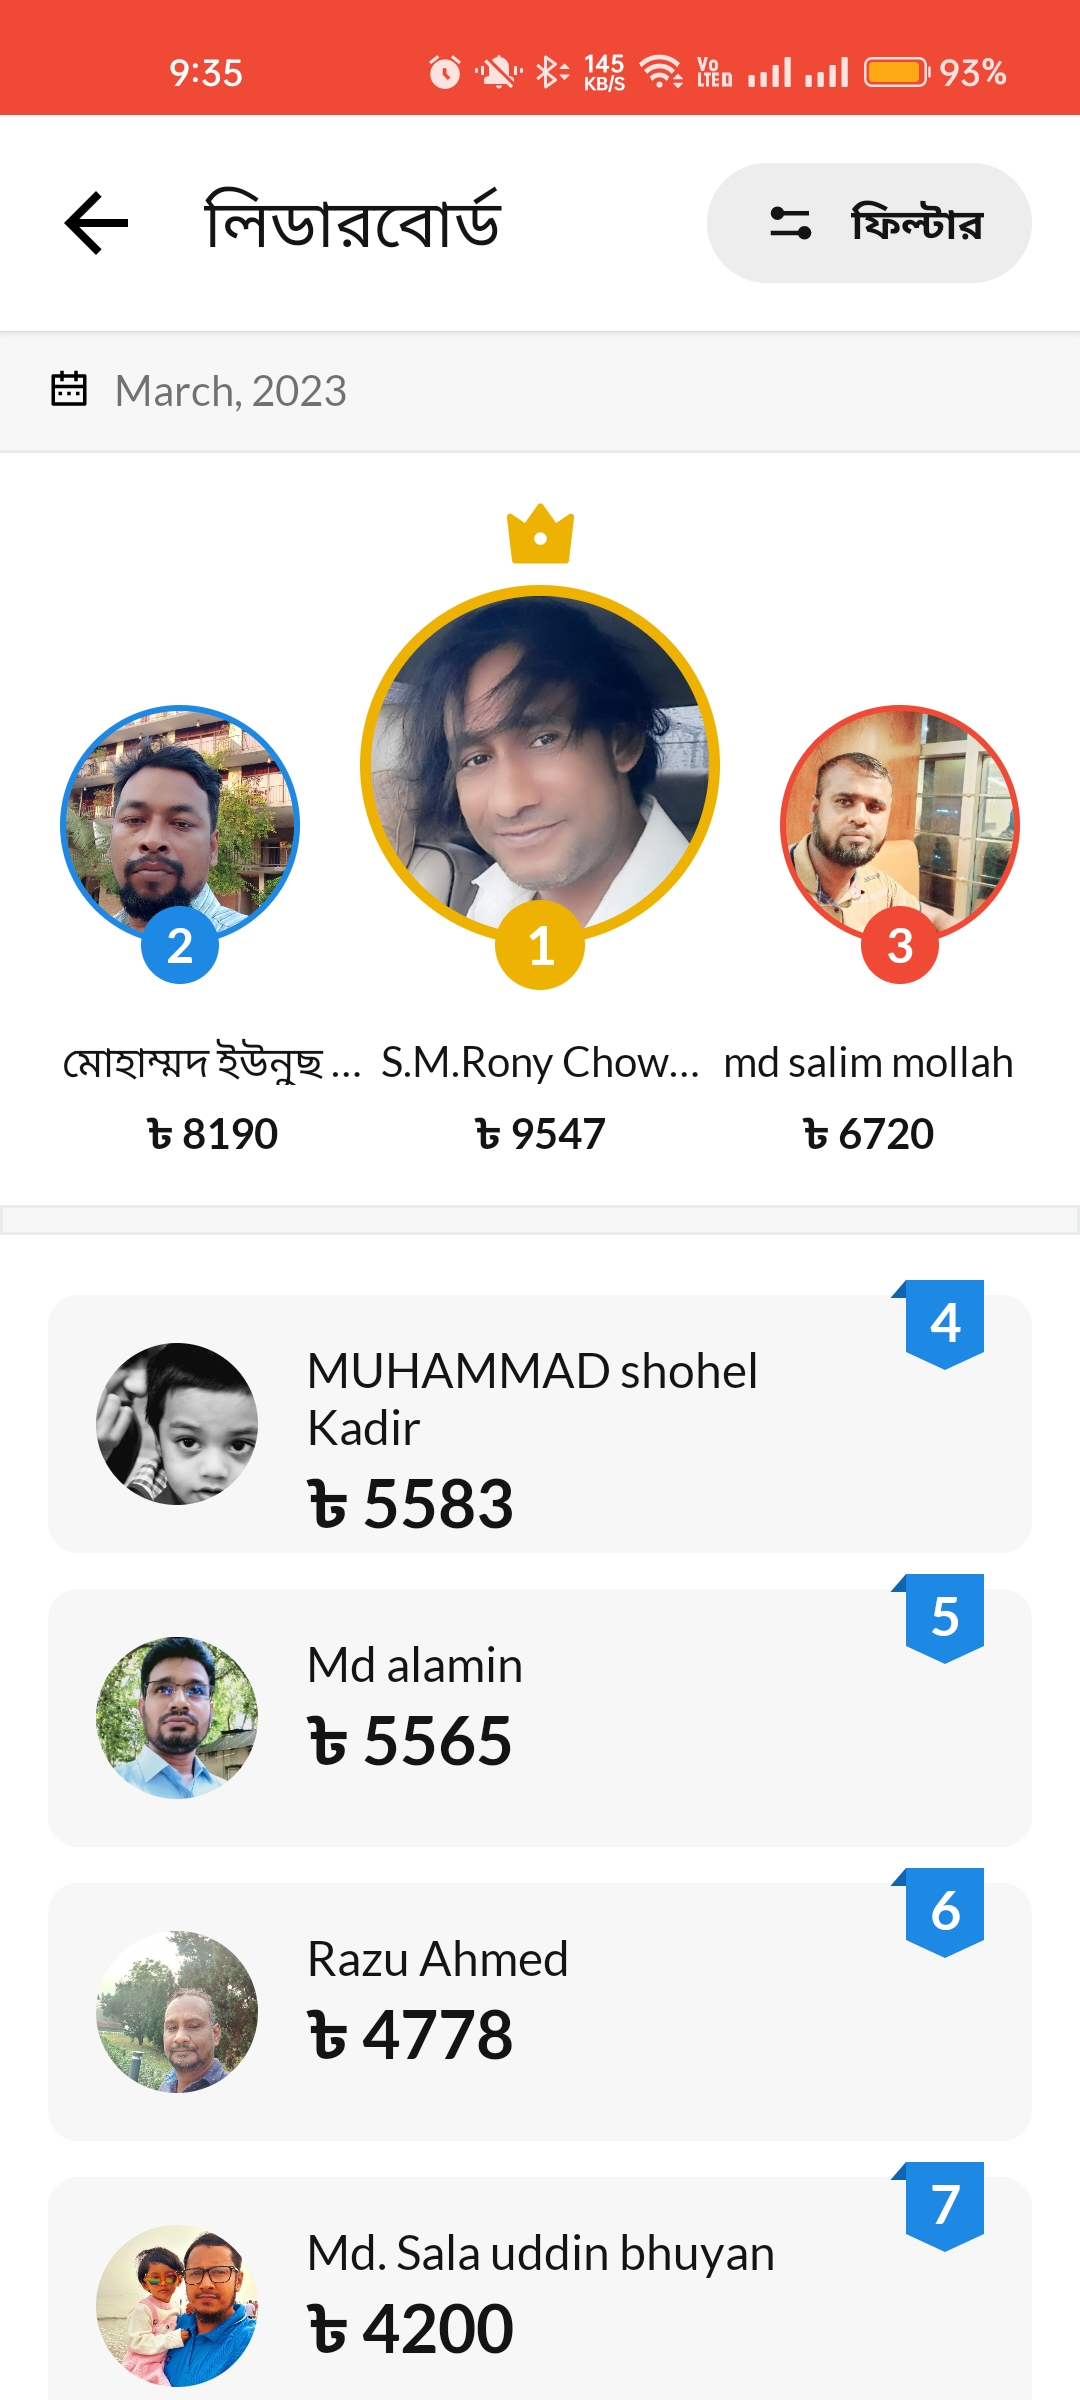 9:35 145 KB/S Vo LTE 93%
লিডারবোর্ড
ফিল্টার
March, 2023
2
1
3
মোহাম্মদ ইউনুছ ...
S.M.Rony Chow...
md salim mollah
৳ 8190
৳ 9547
৳ 6720
4
MUHAMMAD shohel
Kadir
৳ 5583
5
Md alamin
৳ 5565
6
Razu Ahmed
৳ 4778
7
Md. Sala uddin bhuyan
৳ 4200